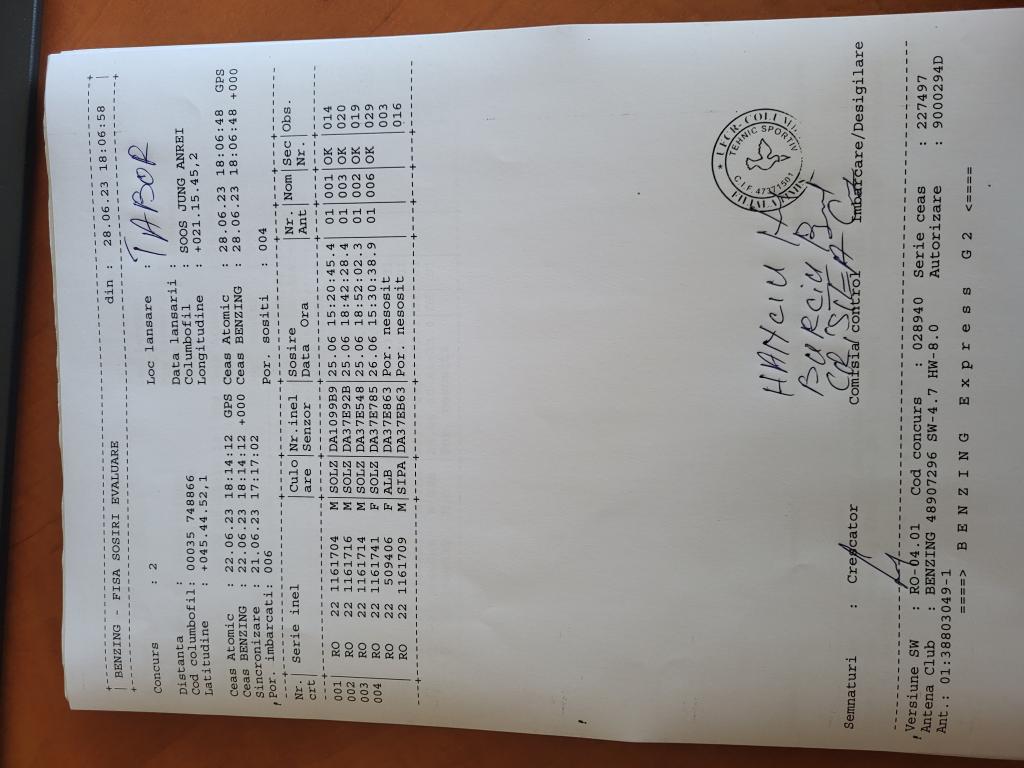 BENZING - FISA SOSIRI EVALUARE din : 28.06.23 18:06:58
Concurs : 2 Loc lansare : TABOR
Distanta : Data lansarii :
Cod columbofil: 00035 748866 Columbofil : SOOS JUNG ANREI
Latitudine : +045.44.52,1 Longitudine : +021.15.45,2
Ceas Atomic : 22.06.23 18:14:12 GPS Ceas Atomic : 28.06.23 18:06:48 GPS
Ceas BENZING : 22.06.23 18:14:12 +000 Ceas BENZING : 28.06.23 18:06:48 +000
Sincronizare : 21.06.23 17:17:02
Por. imbarcati: 006 Por. sositi : 004
Nr. | Serie inel | Culo | Nr.inel | Sosire | Nr. | Nom | Sec | Obs.
crt | are | Senzor | Data Ora | Ant | Nr.
001 RO 22 1161704 M | SOLZ | DA1099B9 | 25.06 15:20:45.4 01 | 001 | OK | 014
002 RO 22 1161716 M | SOLZ | DA37E92B | 25.06 18:42:28.4 01 | 003 | OK | 020
003 RO 22 1161714 M | SOLZ | DA37E548 | 25.06 18:52:02.3 01 | 002 | OK | 019
004 RO 22 1161741 F | SOLZ | DA37E785 | 26.06 15:30:38.9 01 | 006 | OK | 029
RO 22 509406 F | ALB | DA37E863 | Por. nesosit | 003
RO 22 1161709 M | SIPA | DA37EB63 | Por. nesosit | 016
HANCIU
BURCIU
TEHNIC SPORTIV
C.I.F. 47371501
Semnaturi : Crescator Comisia control Imbarcare/Desigilare
Versiune SW : RO-04.01 Cod concurs : 028940 Serie ceas : 227497
Antena Club : BENZING 48907296 SW-4.7 HW-8.0 Autorizare : 9000294D
Ant.: 01:38803049-1
====> B E N Z I N G E x p r e s s G 2 <====